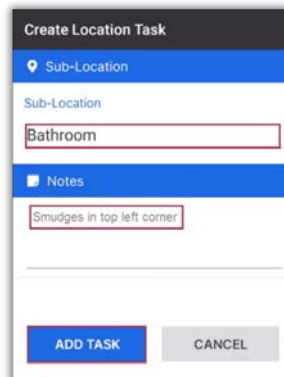 Create Location Task
Sub-Location
Sub-Location
Bathroom
Notes
Smudges in top left corner
ADD TASK
CANCEL